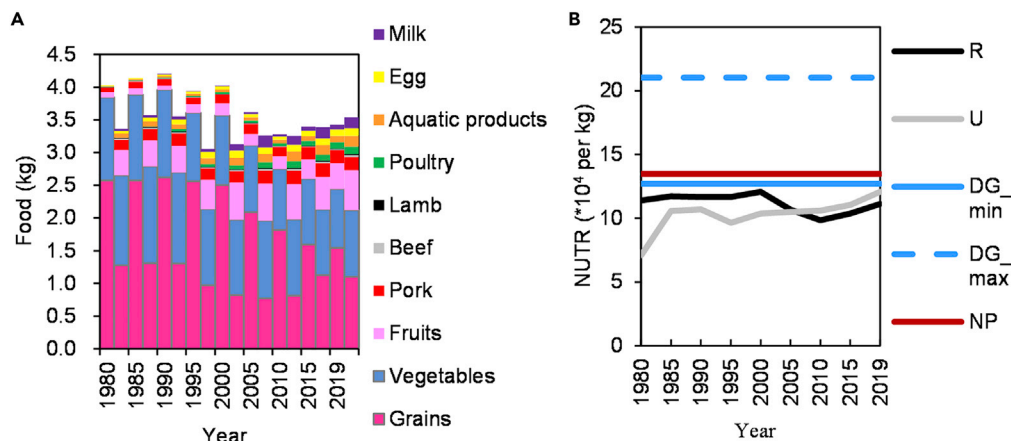 A
Food (kg)
4.5
4.0
3.5
3.0
2.5
2.0
1.5
1.0
0.5
0.0
1980
1985
1990
1995
2000
2005
2010
2015
2019
Year
Milk
Egg
Aquatic products
Poultry
Lamb
Beef
Pork
Fruits
Vegetables
Grains
B
NUTR (*10⁴ per kg)
25
20
15
10
5
0
1980
1985
1990
1995
2000
2005
2010
2015
2019
Year
R
U
DG_
min
DG_
max
NP